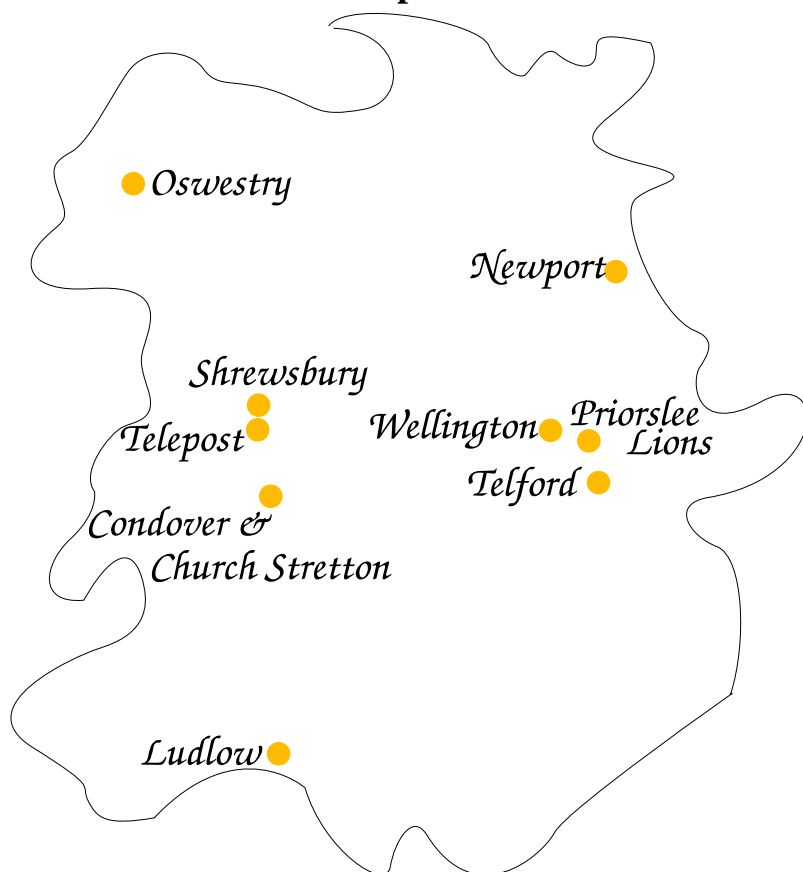 Oswestry
Newport
Shrewsbury
Priorslee
Wellington
Lions
Telepost
Telford
Condover &
Church Stretton
Ludlow